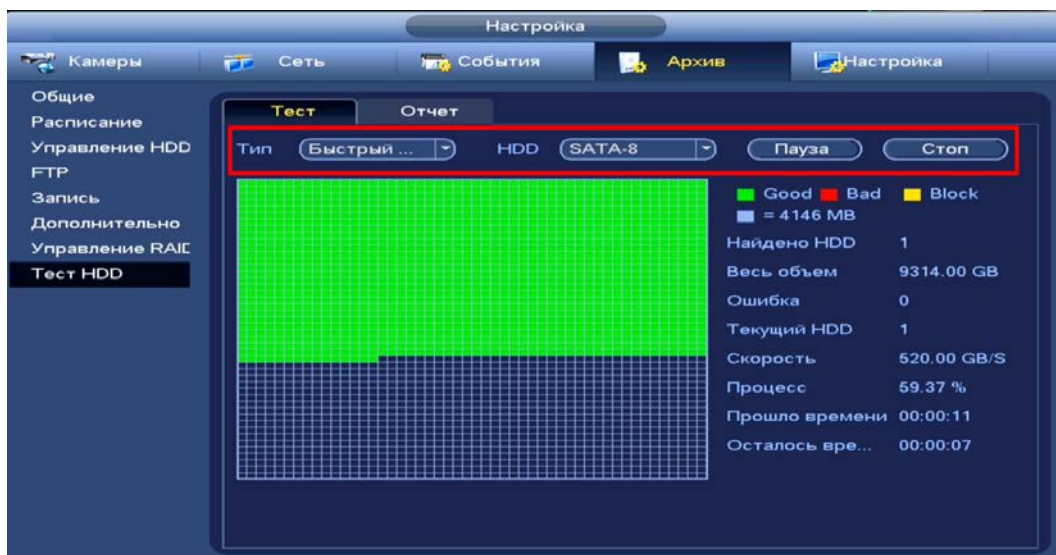 Настройка
Камеры Сеть События Архив Настройка
Общие
Расписание
Управление HDD
FTP
Запись
Дополнительно
Управление RAID
Тест HDD
Тест Отчет
Тип Быстрый ... HDD SATA-8 Пауза Стоп
Good Bad Block
= 4146 MB
Найдено HDD 1
Весь объем 9314.00 GB
Ошибка 0
Текущий HDD 1
Скорость 520.00 GB/S
Процесс 59.37 %
Прошло времени 00:00:11
Осталось вре... 00:00:07